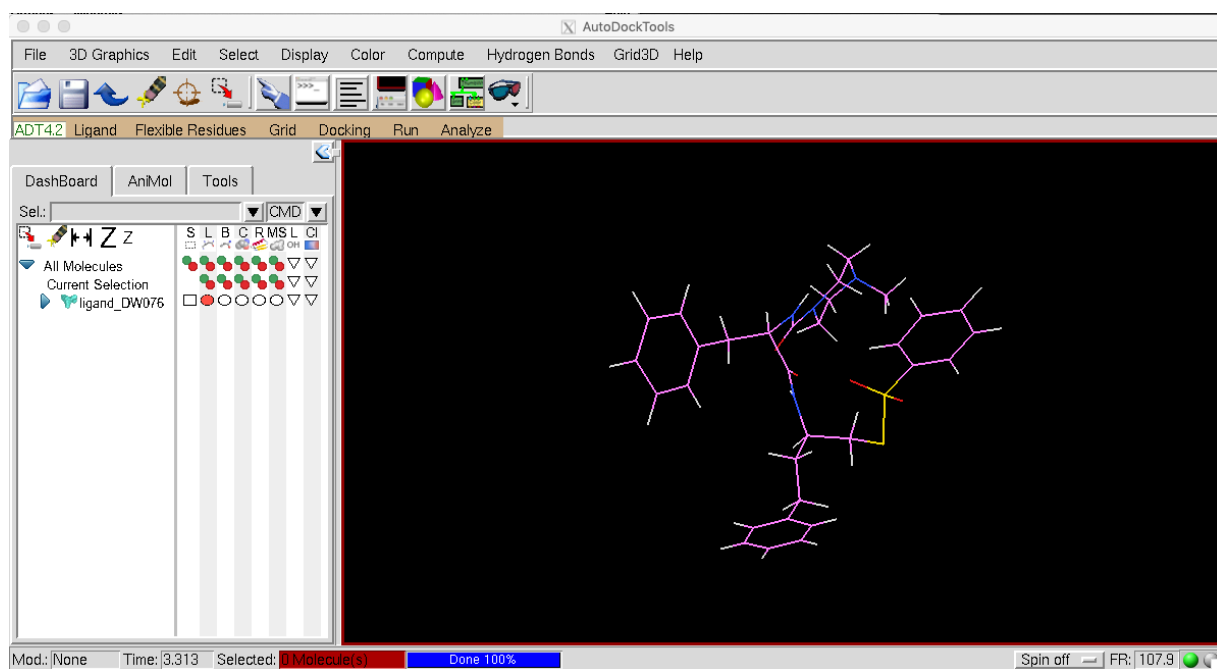 X AutoDockTools
File 3D Graphics Edit Select Display Color Compute Hydrogen Bonds Grid3D Help
ADT4.2 Ligand Flexible Residues Grid Docking Run Analyze
DashBoard AniMol Tools
Sel.: CMD
Z Z S L B C R MS L Cl
All Molecules
Current Selection
ligand_DW076
Mod.: None Time: 3.313 Selected: 0 Molecule(s) Done 100% Spin off FR: 107.9